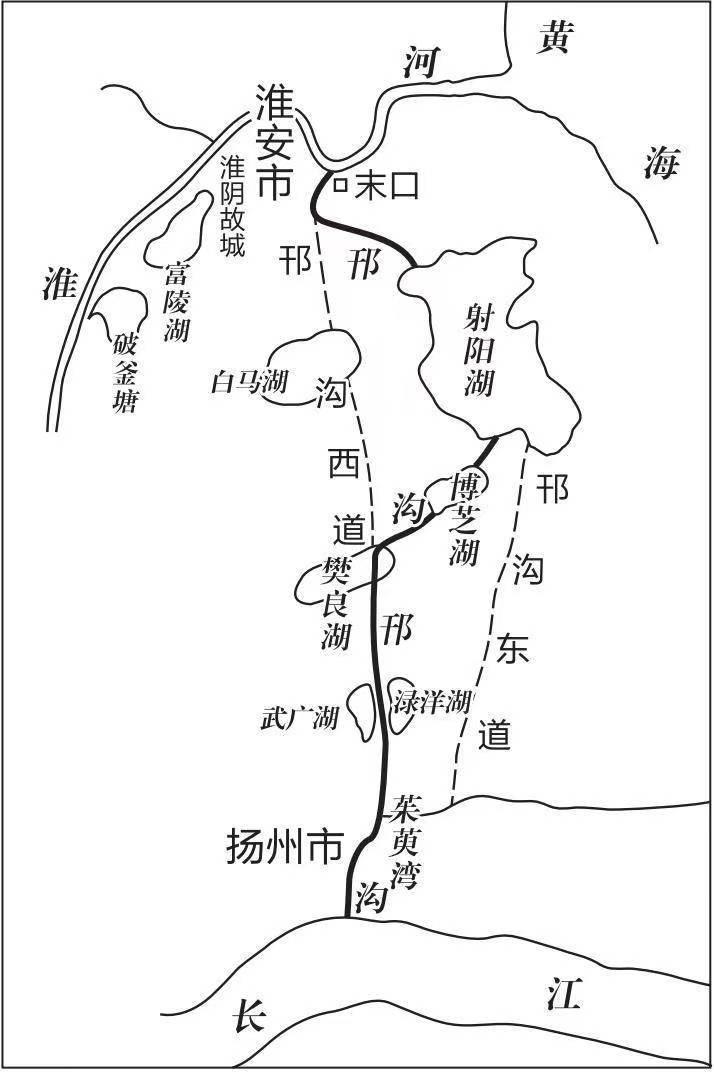 黄
河
海
淮安市
末口
淮阴故城
淮
富陵湖
破釜塘
邗
邗
射阳湖
白马湖
沟
西
道
沟
博芝湖
邗
沟
东
道
樊良湖
邗
武广湖
渌洋湖
茱萸湾
扬州市
沟
长
江